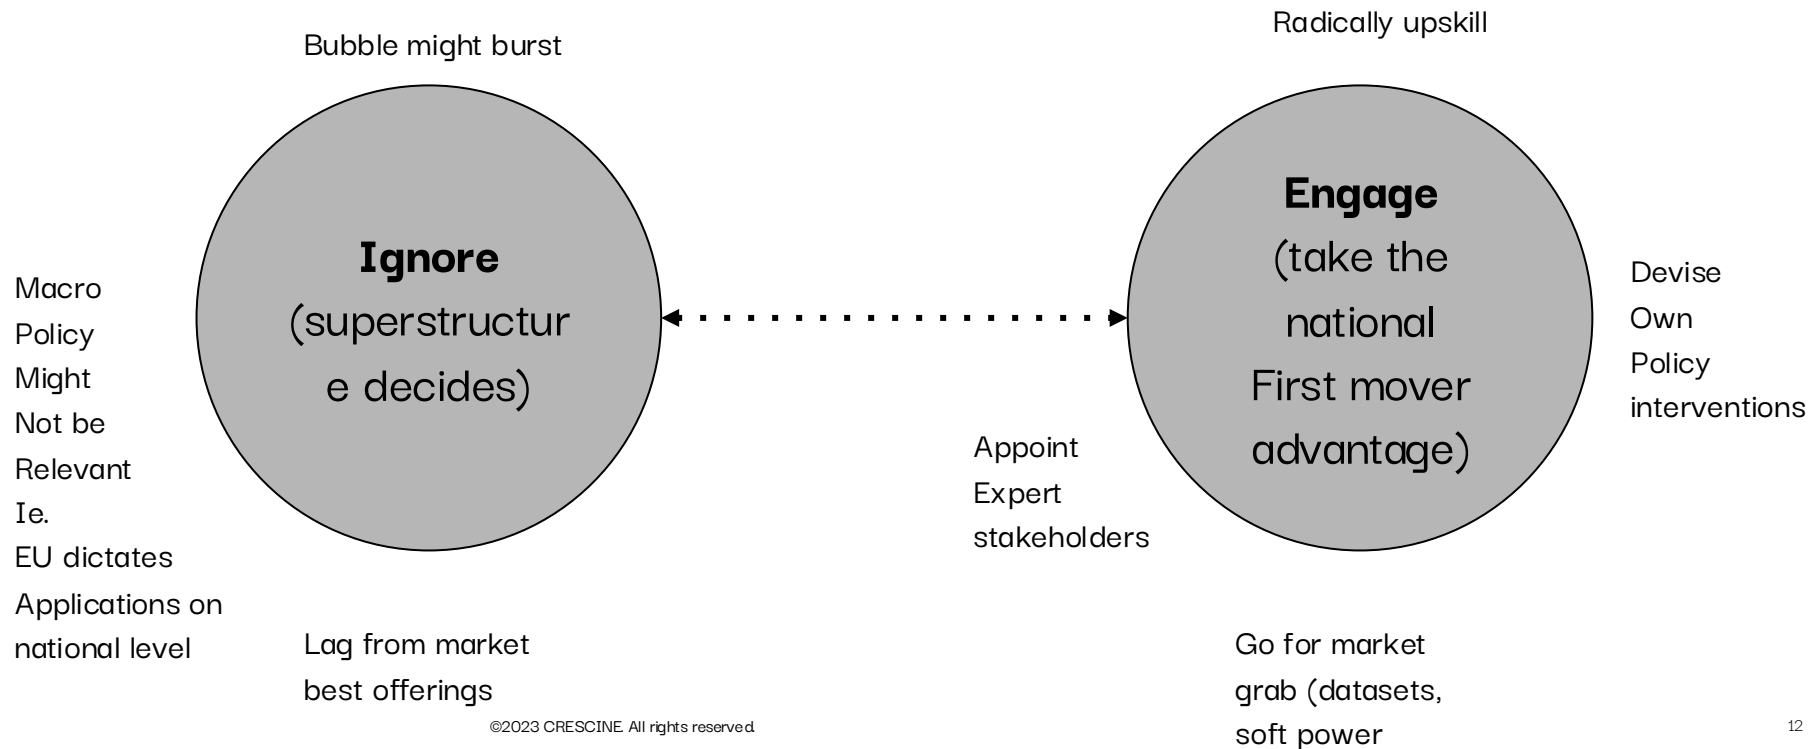 Bubble might burst
Radically upskill
Ignore
(superstructur
e decides)
Engage
(take the
national
First mover
advantage)
Macro
Policy
Might
Not be
Relevant
Ie.
EU dictates
Applications on
national level
Devise
Own
Policy
interventions
Appoint
Expert
stakeholders
Lag from market
best offerings
Go for market
grab (datasets,
soft power
©2023 CRESCINE. All rights reserved.
12